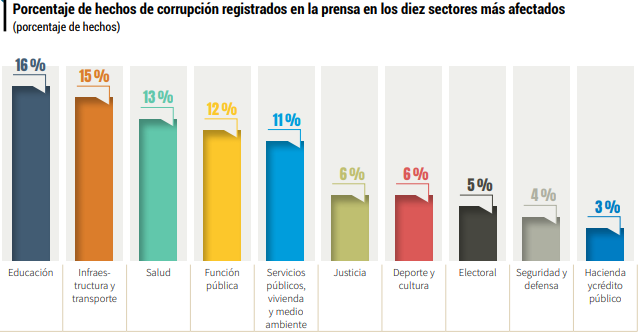 Porcentaje de hechos de corrupción registrados en la prensa en los diez sectores más afectados
(porcentaje de hechos)
16 %
15 %
13 %
12 %
11 %
6 %
6 %
5 %
4 %
3 %
Educación
Infraes-
tructura y
transporte
Salud
Función
pública
Servicios
públicos,
vivienda
y medio
ambiente
Justicia
Deporte y
cultura
Electoral
Seguridad y
defensa
Hacienda
ycrédito
público